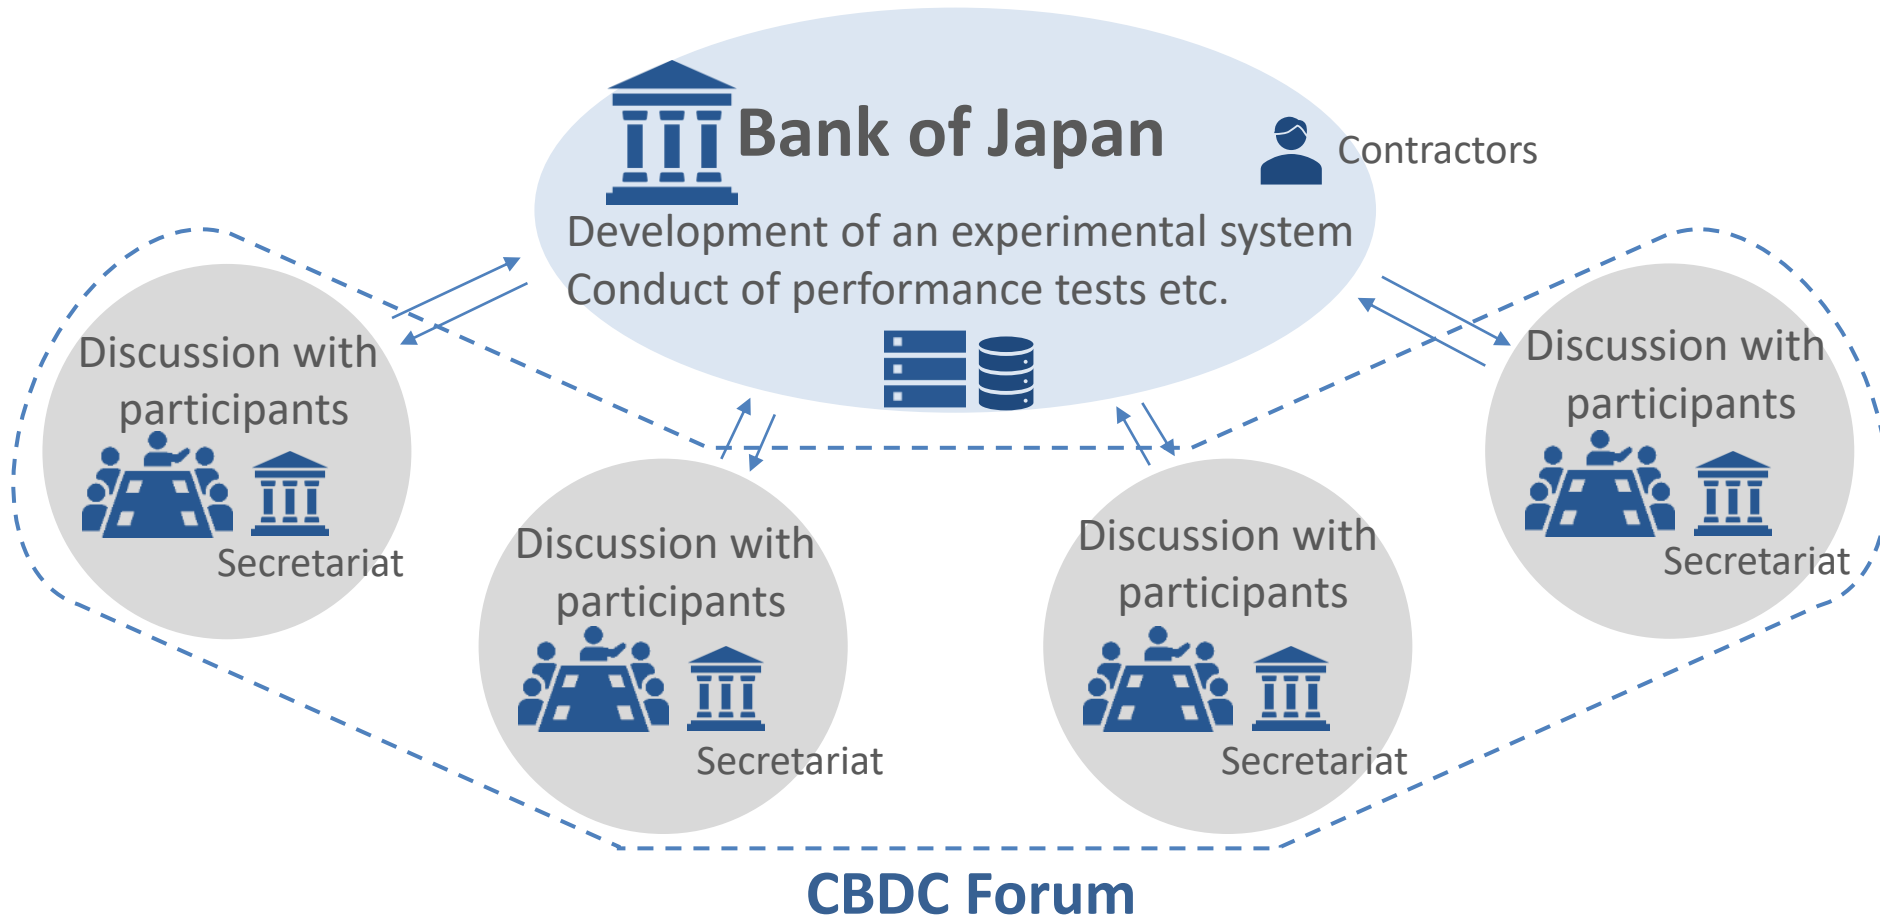 Bank of Japan
Contractors
Development of an experimental system
Conduct of performance tests etc.
Discussion with
participants
Secretariat
Discussion with
participants
Secretariat
Discussion with
participants
Secretariat
Discussion with
participants
Secretariat
CBDC Forum